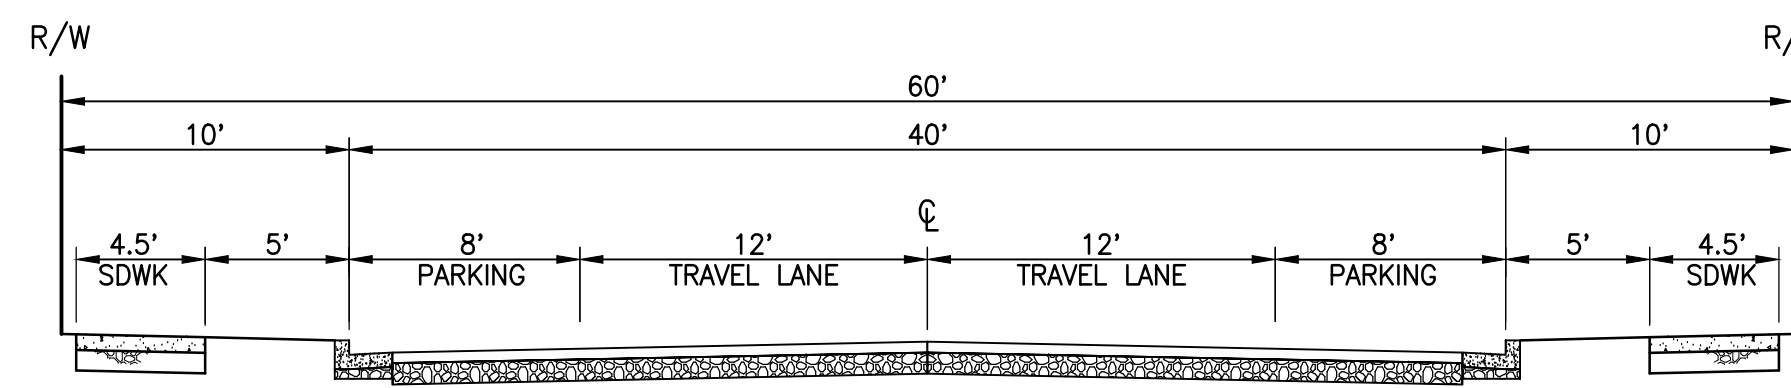 R/W R/
60'
10' 40' 10'
℄
4.5' 5' 8' 12' 12' 8' 5' 4.5'
SDWK PARKING TRAVEL LANE TRAVEL LANE PARKING SDWK